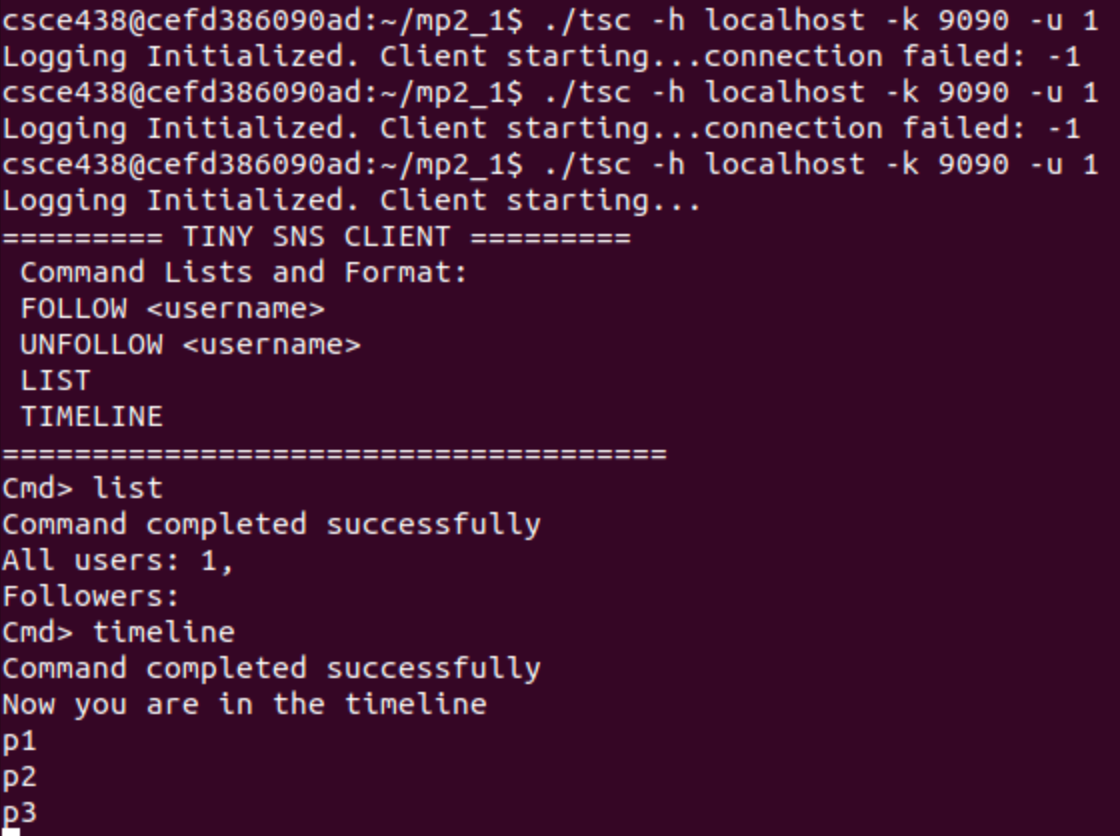 csce438@cefd386090ad:~/mp2_1$ ./tsc -h localhost -k 9090 -u 1
Logging Initialized. Client starting...connection failed: -1
csce438@cefd386090ad:~/mp2_1$ ./tsc -h localhost -k 9090 -u 1
Logging Initialized. Client starting...connection failed: -1
csce438@cefd386090ad:~/mp2_1$ ./tsc -h localhost -k 9090 -u 1
Logging Initialized. Client starting...
========= TINY SNS CLIENT =========
 Command Lists and Format:
 FOLLOW <username>
 UNFOLLOW <username>
 LIST
 TIMELINE
=====================================
Cmd> list
Command completed successfully
All users: 1,
Followers:
Cmd> timeline
Command completed successfully
Now you are in the timeline
p1
p2
p3